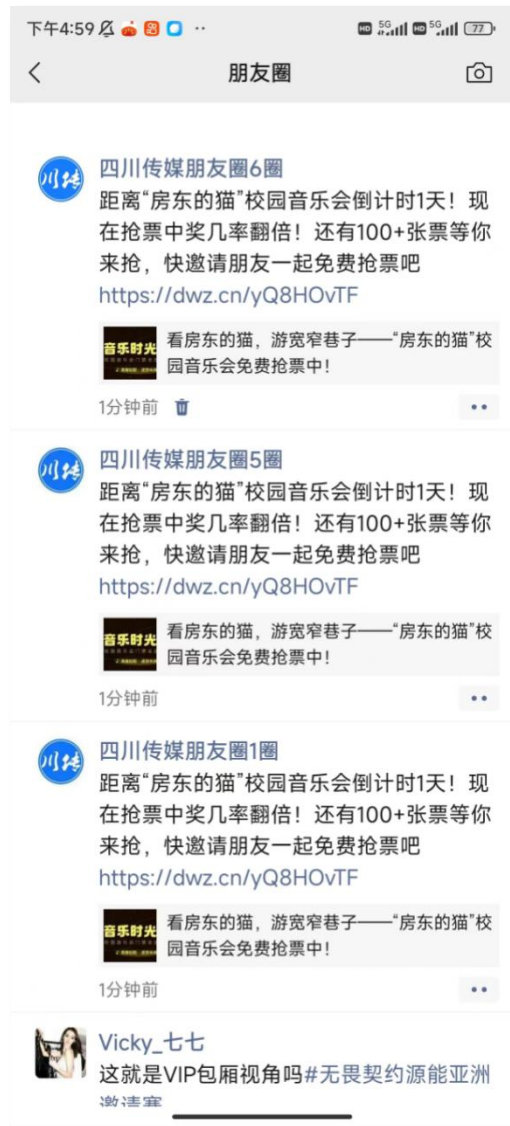 下午4:59
HD 5G HD 5G 77
朋友圈
川传
四川传媒朋友圈6圈
距离“房东的猫”校园音乐会倒计时1天！现
在抢票中奖几率翻倍！还有100+张票等你
来抢，快邀请朋友一起免费抢票吧
https://dwz.cn/yQ8HOvTF
音乐时光
看房东的猫，游宽窄巷子——“房东的猫”校
园音乐会免费抢票中！
1分钟前
川传
四川传媒朋友圈5圈
距离“房东的猫”校园音乐会倒计时1天！现
在抢票中奖几率翻倍！还有100+张票等你
来抢，快邀请朋友一起免费抢票吧
https://dwz.cn/yQ8HOvTF
音乐时光
看房东的猫，游宽窄巷子——“房东的猫”校
园音乐会免费抢票中！
1分钟前
川传
四川传媒朋友圈1圈
距离“房东的猫”校园音乐会倒计时1天！现
在抢票中奖几率翻倍！还有100+张票等你
来抢，快邀请朋友一起免费抢票吧
https://dwz.cn/yQ8HOvTF
音乐时光
看房东的猫，游宽窄巷子——“房东的猫”校
园音乐会免费抢票中！
1分钟前
Vicky_七七
这就是VIP包厢视角吗#无畏契约源能亚洲
邀请赛